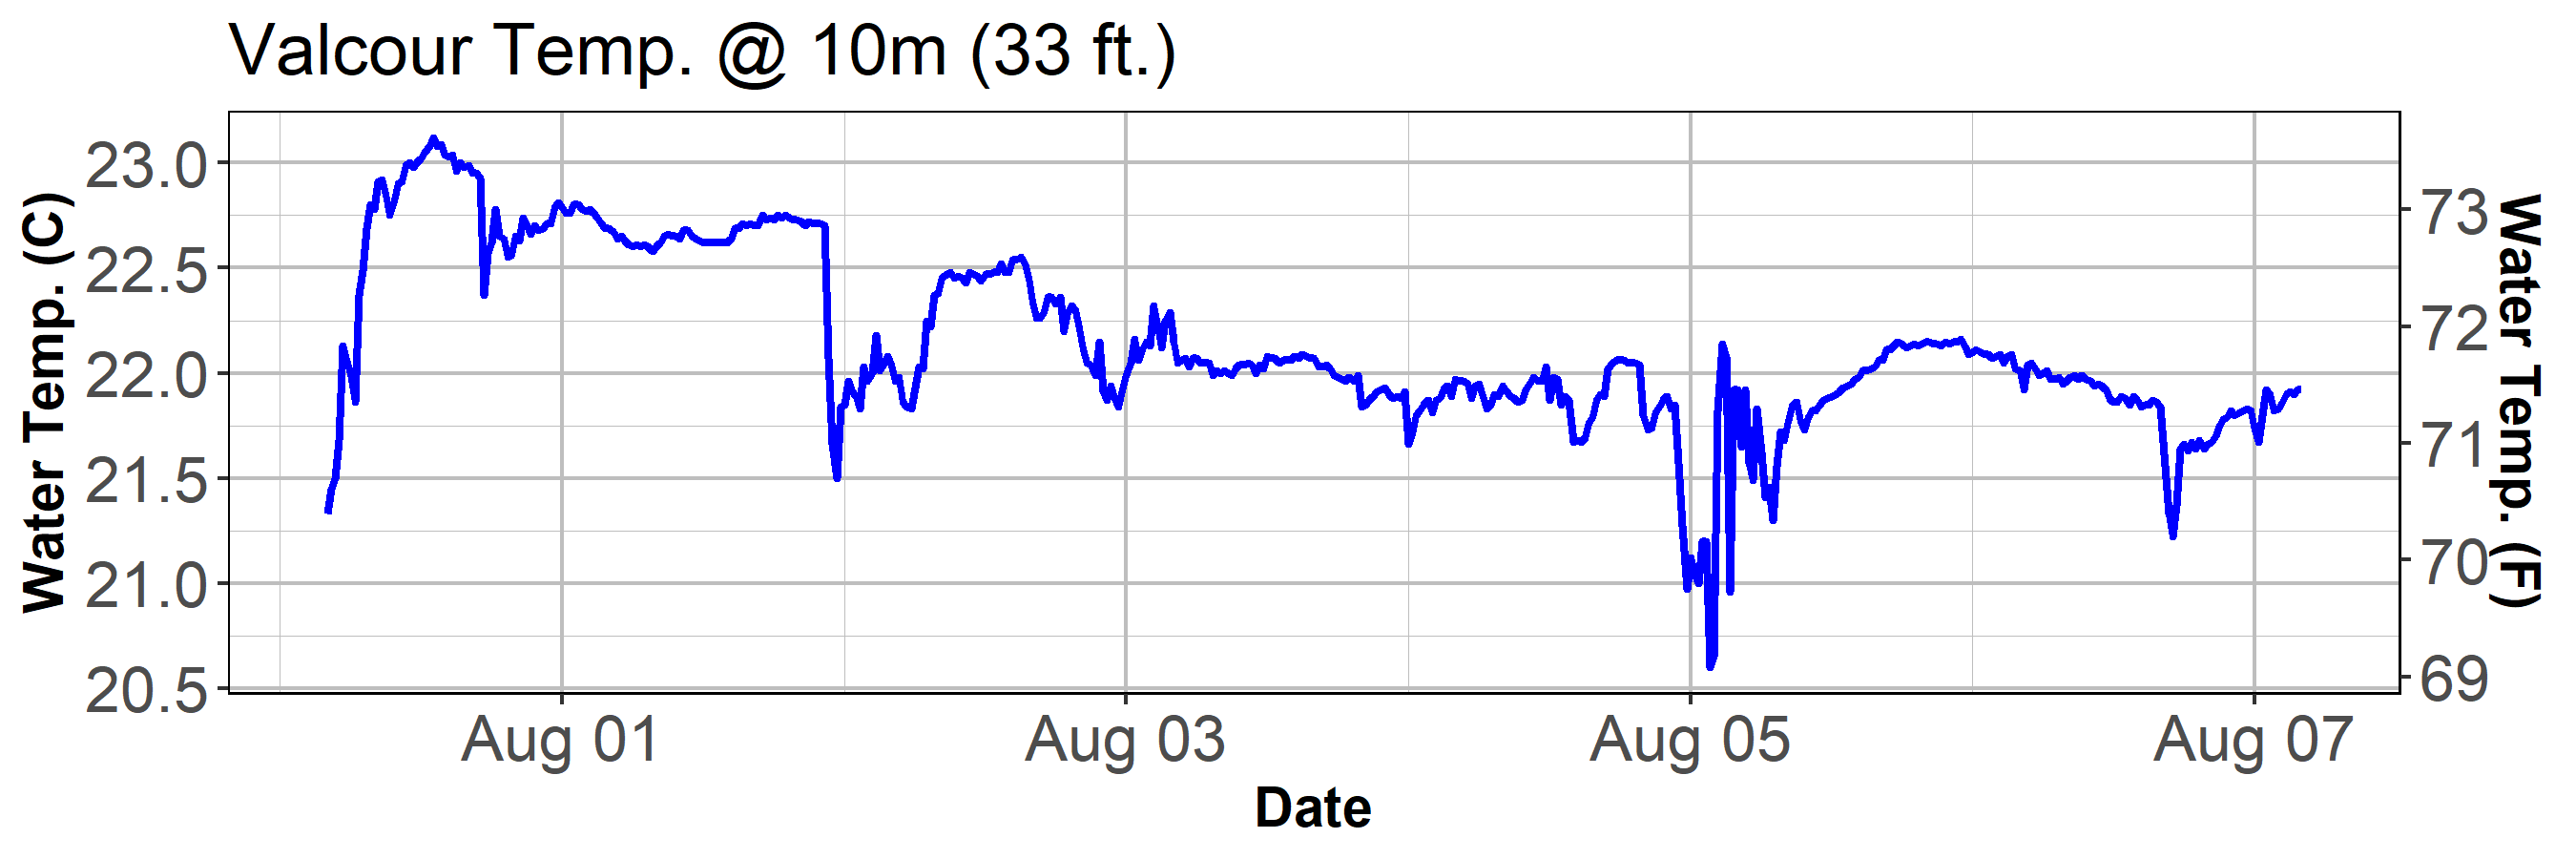 Valcour Temp. @ 10m (33 ft.)
Water Temp. (C)
23.0
22.5
22.0
21.5
21.0
20.5
73
72
71
70
69
Water Temp. (F)
Aug 01
Aug 03
Aug 05
Aug 07
Date